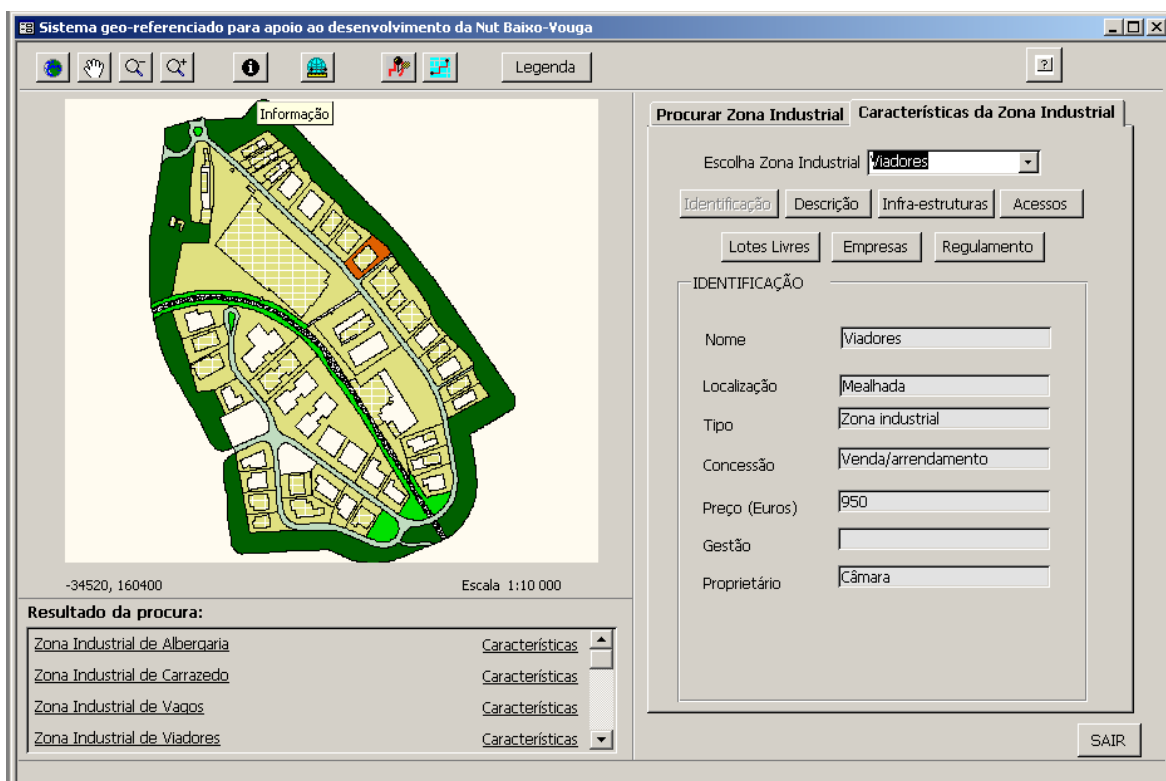 Sistema geo-referenciado para apoio ao desenvolvimento da Nut Baixo-Vouga
Legenda
?
Informação
-34520, 160400
Escala 1:10 000
Resultado da procura:
Zona Industrial de Albergaria Características
Zona Industrial de Carrazedo Características
Zona Industrial de Vagos Características
Zona Industrial de Viadores Características
Procurar Zona Industrial Características da Zona Industrial
Escolha Zona Industrial Viadores
Identificação Descrição Infra-estruturas Acessos
Lotes Livres Empresas Regulamento
IDENTIFICAÇÃO
Nome Viadores
Localização Mealhada
Tipo Zona industrial
Concessão Venda/arrendamento
Preço (Euros) 950
Gestão
Proprietário Câmara
SAIR